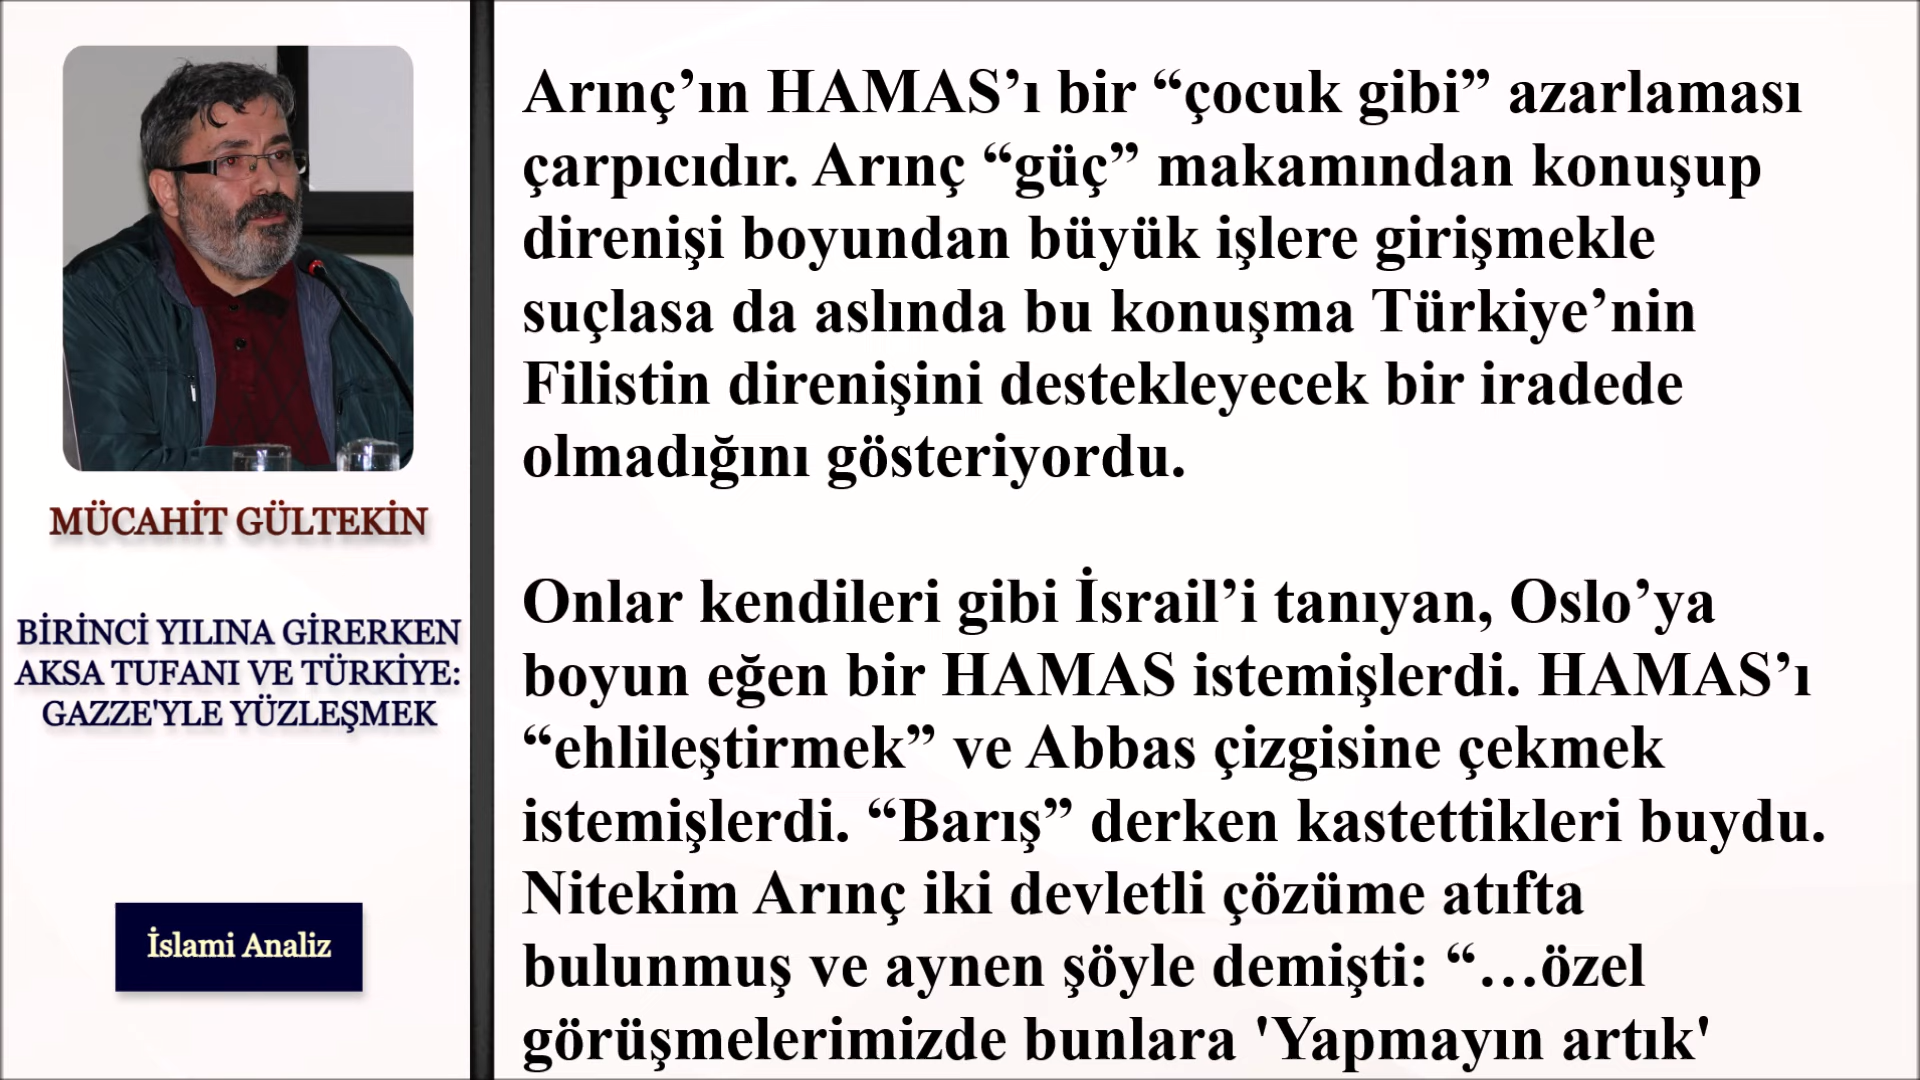 MÜCAHİT GÜLTEKİN
BİRİNCİ YILINA GİRERKEN
AKSA TUFANI VE TÜRKİYE:
GAZZE'YLE YÜZLEŞMEK
İslami Analiz
Arınç’ın HAMAS’ı bir “çocuk gibi” azarlaması
çarpıcıdır. Arınç “güç” makamından konuşup
direnişi boyundan büyük işlere girişmekle
suçlasa da aslında bu konuşma Türkiye’nin
Filistin direnişini destekleyecek bir iradede
olmadığını gösteriyordu.
Onlar kendileri gibi İsrail’i tanıyan, Oslo’ya
boyun eğen bir HAMAS istemişlerdi. HAMAS’ı
“ehlileştirmek” ve Abbas çizgisine çekmek
istemişlerdi. “Barış” derken kastettikleri buydu.
Nitekim Arınç iki devletli çözüme atıfta
bulunmuş ve aynen şöyle demişti: “…özel
görüşmelerimizde bunlara 'Yapmayın artık'